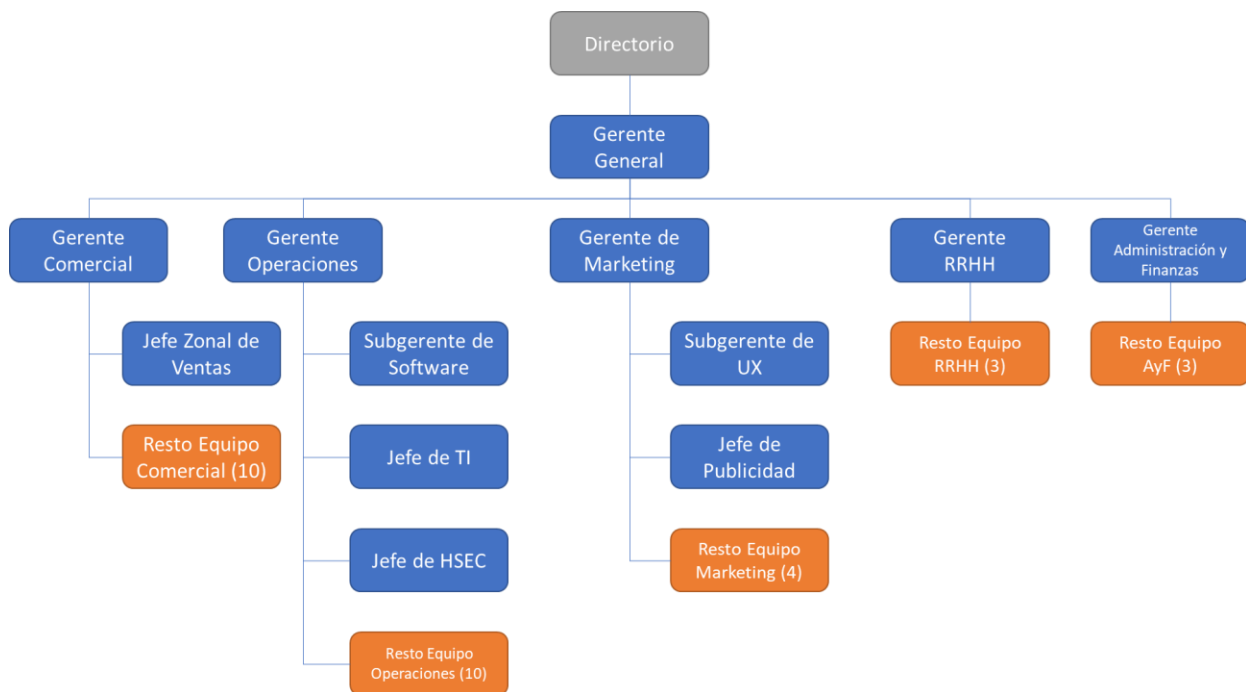 Directorio
Gerente
General
Gerente
Comercial
Gerente
Operaciones
Gerente de
Marketing
Gerente
RRHH
Gerente
Administración y
Finanzas
Jefe Zonal de
Ventas
Subgerente de
Software
Subgerente de
UX
Resto Equipo
RRHH (3)
Resto Equipo
AyF (3)
Resto Equipo
Comercial (10)
Jefe de TI
Jefe de
Publicidad
Jefe de HSEC
Resto Equipo
Marketing (4)
Resto Equipo
Operaciones (10)